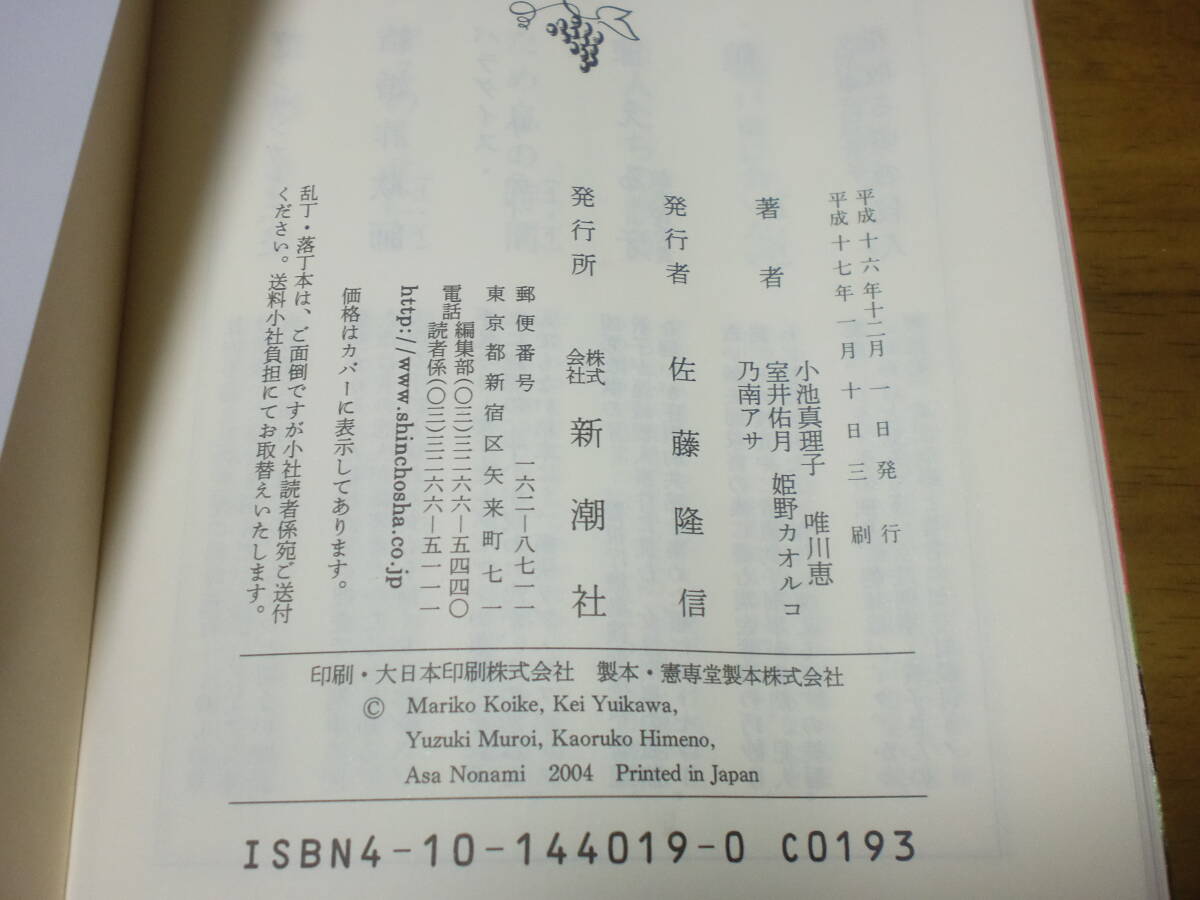 平成十六年十二月一日発行
平成十七年一月十日三刷
著者
小池真理子 唯川恵
室井佑月 姫野カオルコ
乃南アサ
発行者 佐藤隆信
発行所 株式会社 新潮社
郵便番号 一六二―八七一一
東京都新宿区矢来町七一
電話 編集部(〇三)三二六六―五四四〇
読者係(〇三)三二六六―五一一一
http://www.shinchosha.co.jp
価格はカバーに表示してあります。
乱丁・落丁本は、ご面倒ですが小社読者係宛ご送付
ください。送料小社負担にてお取替えいたします。
印刷・大日本印刷株式会社 製本・憲専堂製本株式会社
© Mariko Koike, Kei Yuikawa,
Yuzuki Muroi, Kaoruko Himeno,
Asa Nonami 2004 Printed in Japan
ISBN4-10-144019-0 C0193